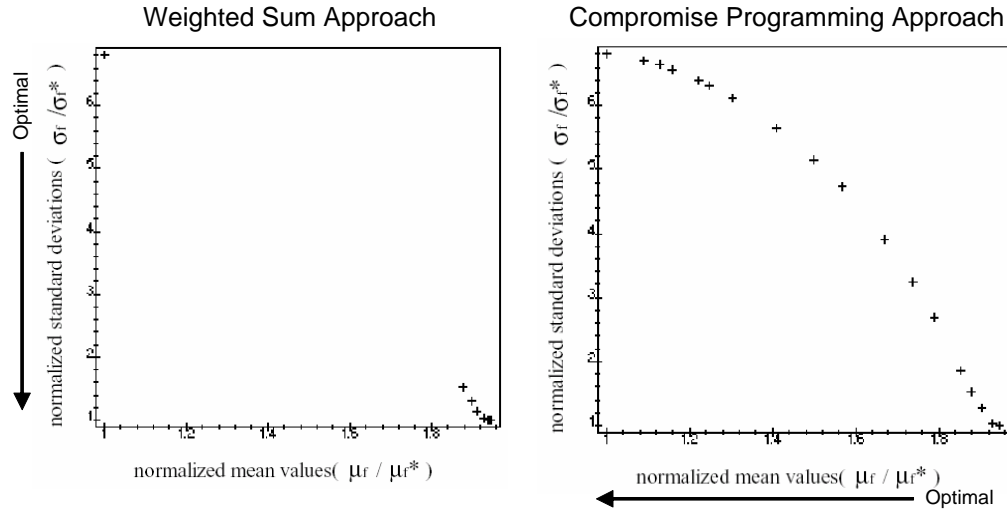 Weighted Sum Approach
Optimal
normalized standard deviations ( σf /σf* )
6
5
4
3
2
1
1 1.2 1.4 1.6 1.8
normalized mean values( μf / μf* )
Compromise Programming Approach
normalized standard deviations ( σf /σf* )
6
5
4
3
2
1
1 1.2 1.4 1.6 1.8
normalized mean values( μf / μf* )
Optimal